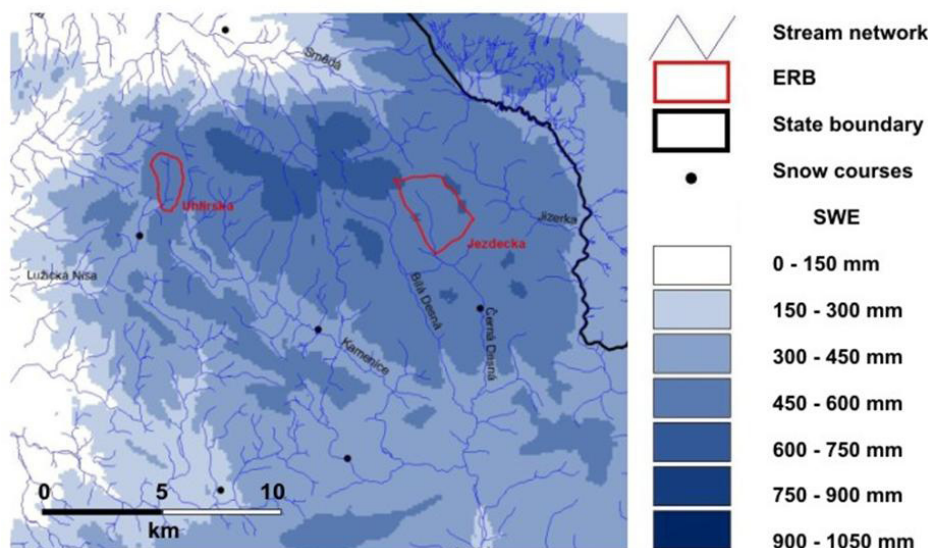 Smědá
Uhlířská
Jizerka
Jezdecká
Lužická Nisa
Bílá Desná
Černá Desná
Kamenice
0 5 10
km
Stream network
ERB
State boundary
Snow courses
SWE
0 - 150 mm
150 - 300 mm
300 - 450 mm
450 - 600 mm
600 - 750 mm
750 - 900 mm
900 - 1050 mm